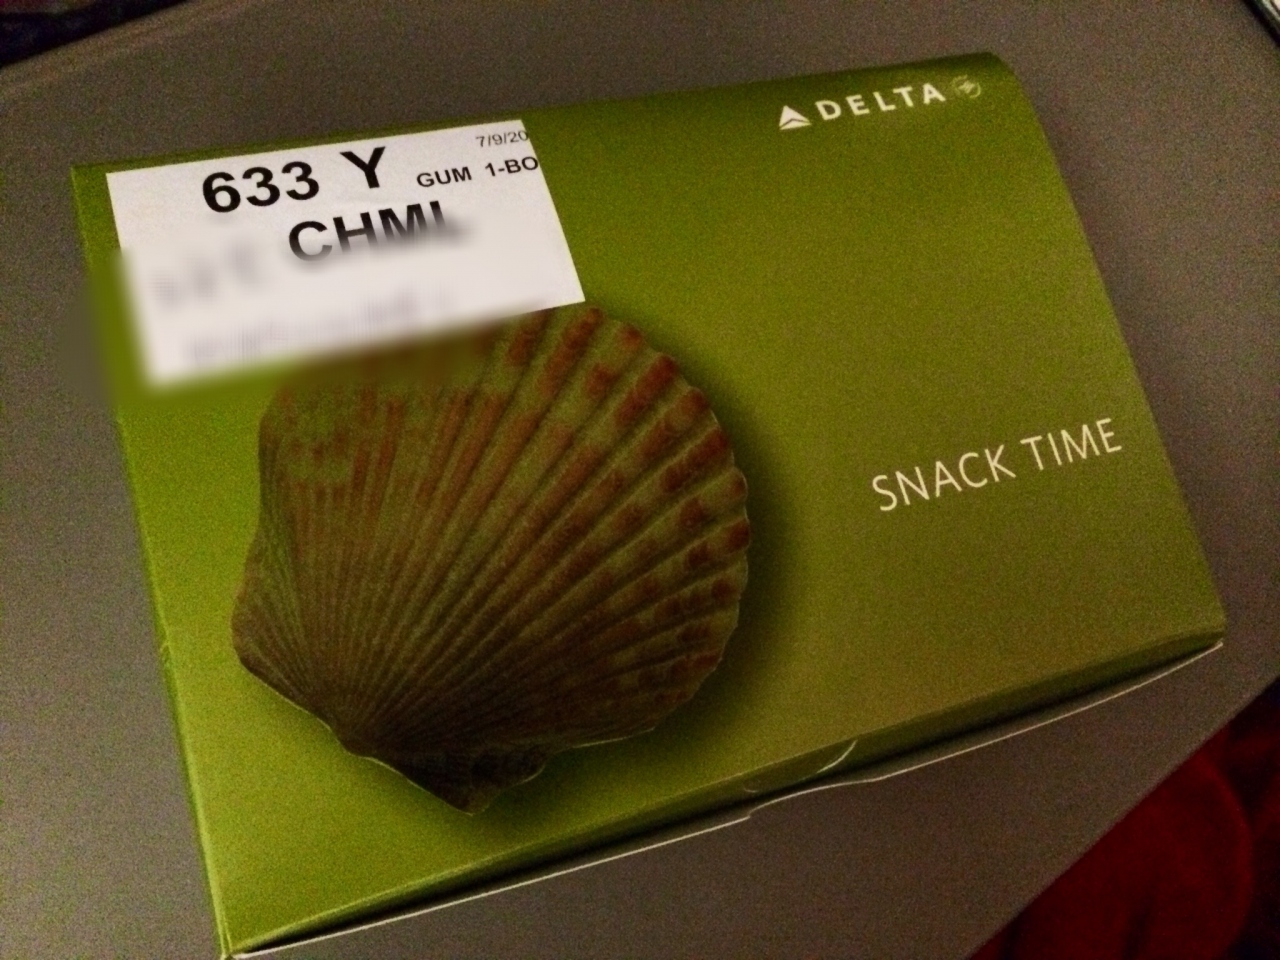 7/9/20
633 Y GUM 1-BO
CHML
DELTA
SNACK TIME